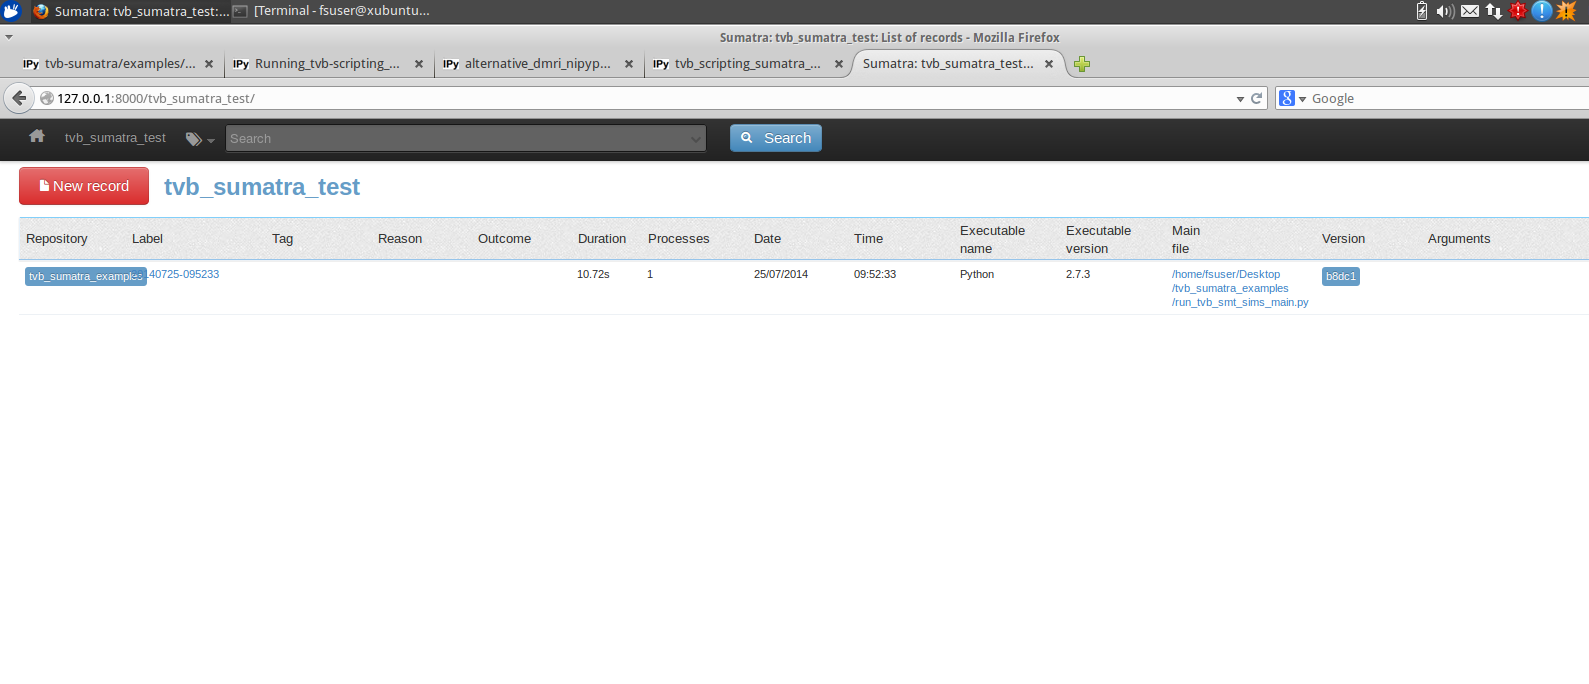 Sumatra: tvb_sumatra_test:... [Terminal - fsuser@xubuntu...
Sumatra: tvb_sumatra_test: List of records - Mozilla Firefox
IPy tvb-sumatra/examples/... IPy Running_tvb-scripting_... IPy alternative_dmri_nipyp... IPy tvb_scripting_sumatra_... Sumatra: tvb_sumatra_test...
127.0.0.1:8000/tvb_sumatra_test/ 8 Google
tvb_sumatra_test Search Search
New record tvb_sumatra_test
Repository Label Tag Reason Outcome Duration Processes Date Time Executable name Executable version Main file Version Arguments
tvb_sumatra_examples 40725-095233 10.72s 1 25/07/2014 09:52:33 Python 2.7.3 /home/fsuser/Desktop b8dc1
/tvb_sumatra_examples
/run_tvb_smt_sims_main.py